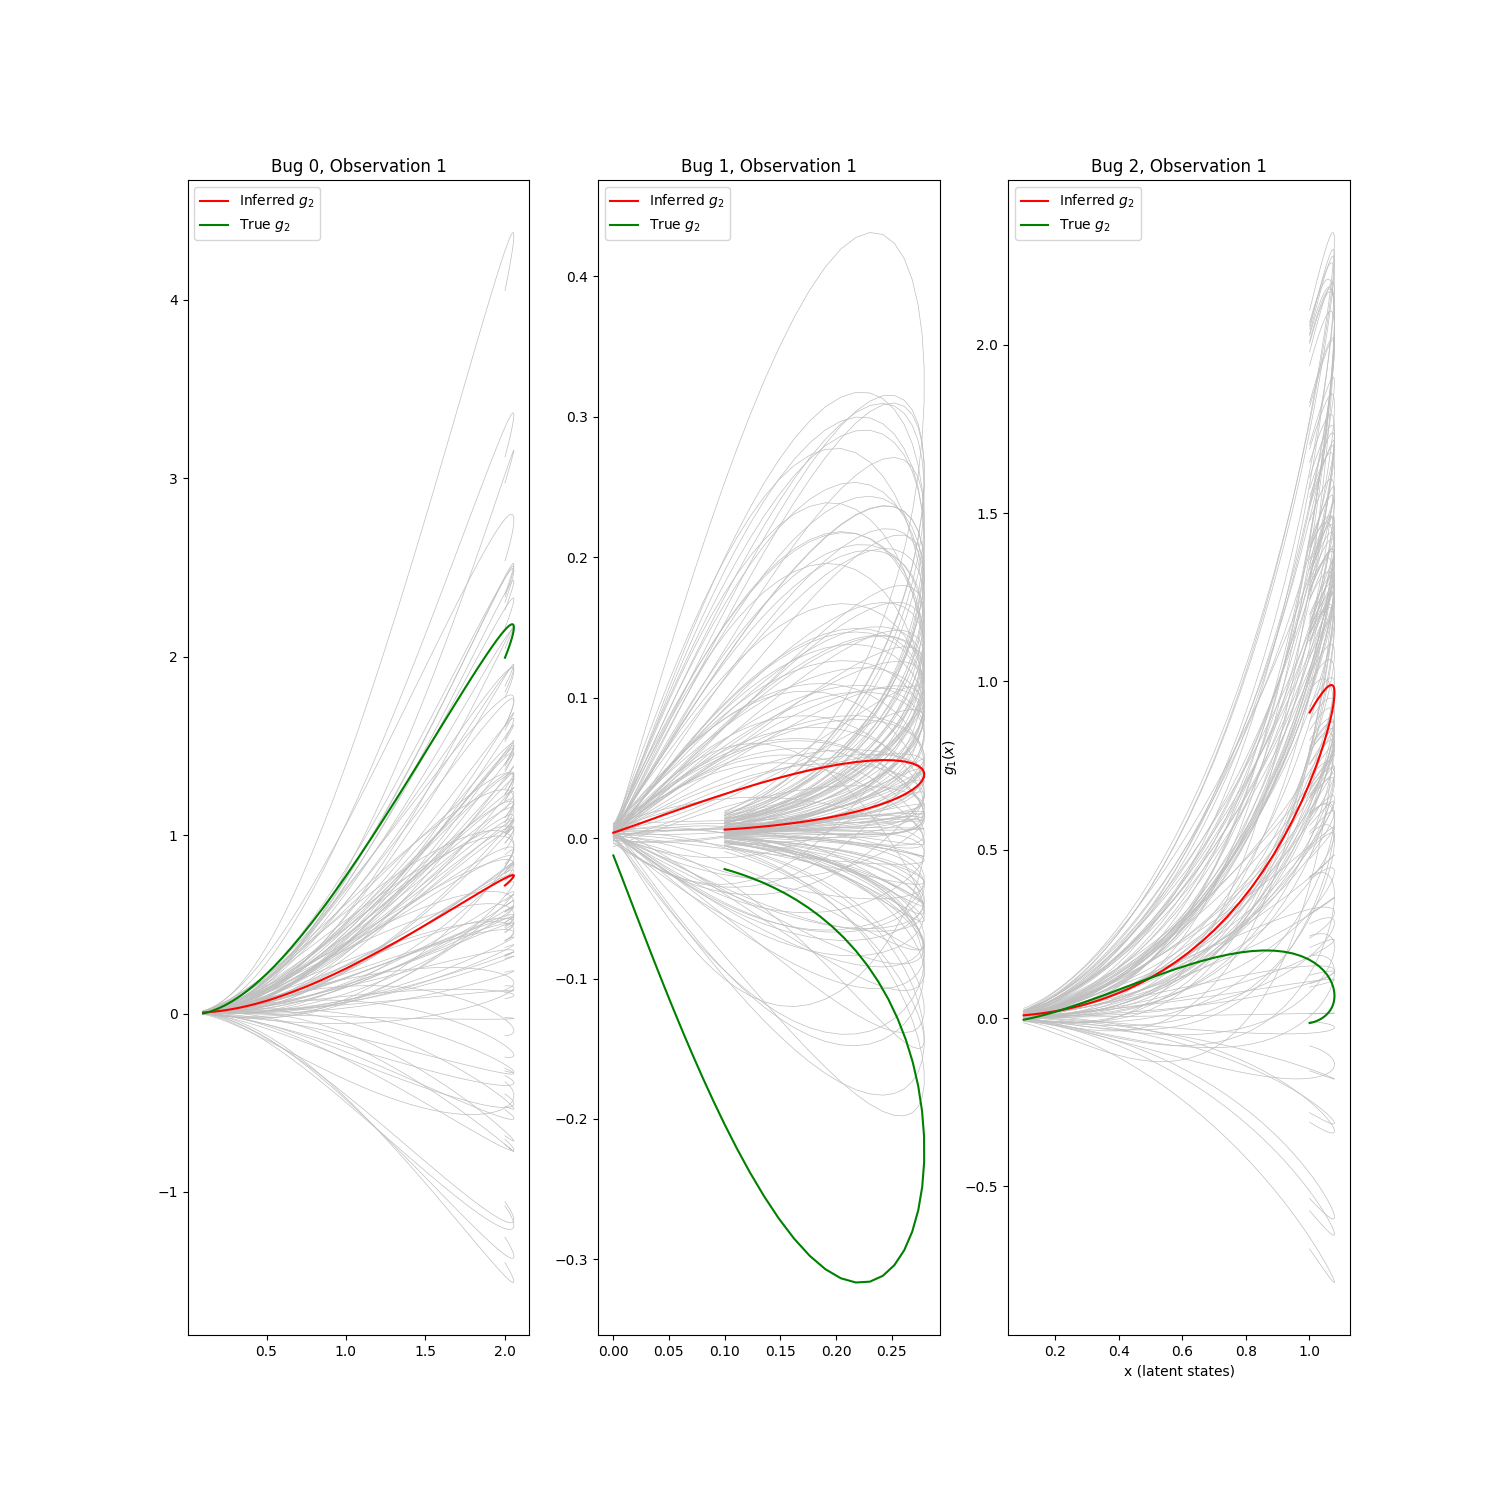 Bug 0, Observation 1
Inferred g₂
True g₂
4
3
2
1
0
−1
0.5 1.0 1.5 2.0
Bug 1, Observation 1
Inferred g₂
True g₂
0.4
0.3
0.2
0.1
0.0
−0.1
−0.2
−0.3
0.00 0.05 0.10 0.15 0.20 0.25
Bug 2, Observation 1
Inferred g₂
True g₂
g₁(x)
2.0
1.5
1.0
0.5
0.0
−0.5
0.2 0.4 0.6 0.8 1.0
x (latent states)